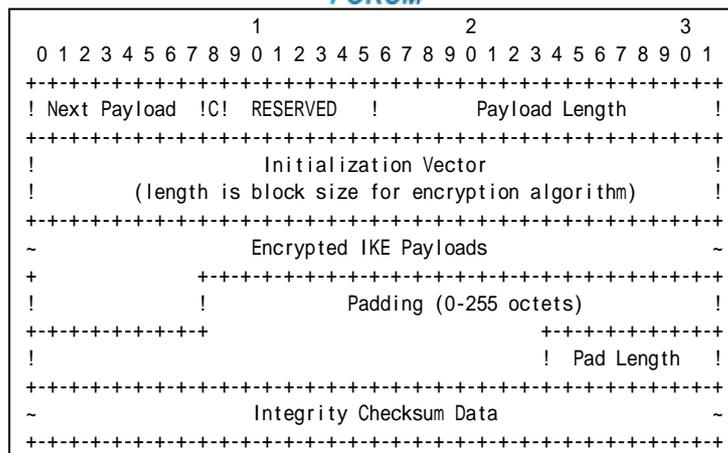 FORUM
1 2 3
0 1 2 3 4 5 6 7 8 9 0 1 2 3 4 5 6 7 8 9 0 1 2 3 4 5 6 7 8 9 0 1
+-+-+-+-+-+-+-+-+-+-+-+-+-+-+-+-+-+-+-+-+-+-+-+-+-+-+-+-+-+-+-+-+
! Next Payload !C! RESERVED ! Payload Length !
+-+-+-+-+-+-+-+-+-+-+-+-+-+-+-+-+-+-+-+-+-+-+-+-+-+-+-+-+-+-+-+-+
! Initialization Vector !
! (length is block size for encryption algorithm) !
+-+-+-+-+-+-+-+-+-+-+-+-+-+-+-+-+-+-+-+-+-+-+-+-+-+-+-+-+-+-+-+-+
~ Encrypted IKE Payloads ~
+ +-+-+-+-+-+-+-+-+-+-+-+-+-+-+-+-+-+-+-+-+-+-+-+-+
! ! Padding (0-255 octets) !
+-+-+-+-+-+-+-+-+ +-+-+-+-+-+-+-+-+
! ! Pad Length !
+-+-+-+-+-+-+-+-+-+-+-+-+-+-+-+-+-+-+-+-+-+-+-+-+-+-+-+-+-+-+-+-+
~ Integrity Checksum Data ~
+-+-+-+-+-+-+-+-+-+-+-+-+-+-+-+-+-+-+-+-+-+-+-+-+-+-+-+-+-+-+-+-+